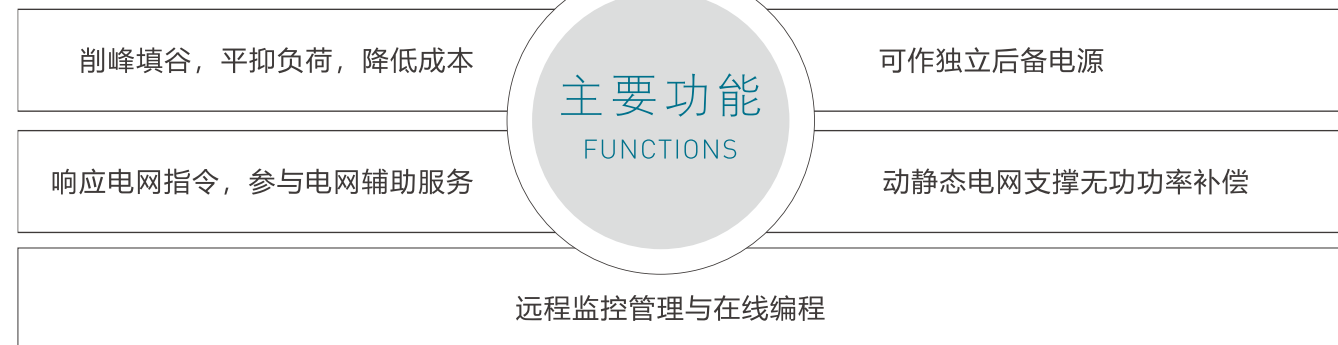 削峰填谷，平抑负荷，降低成本
可作独立后备电源
主要功能
FUNCTIONS
响应电网指令，参与电网辅助服务
动静态电网支撑无功功率补偿
远程监控管理与在线编程